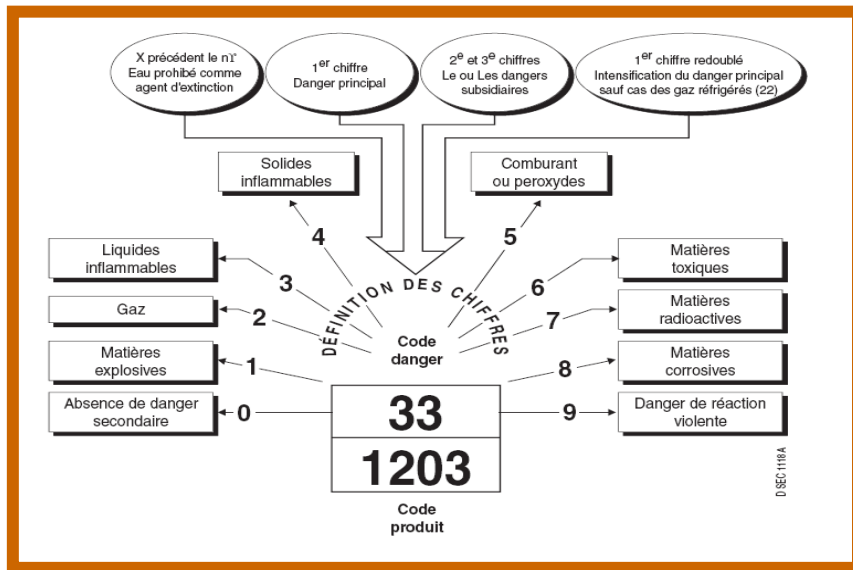 X précédent le n°
Eau prohibé comme
agent d'extinction
1er chiffre
Danger principal
2e et 3e chiffres
Le ou Les dangers
subsidiaires
1er chiffre redoublé
Intensification du danger principal
sauf cas des gaz réfrigérés (22)
Solides
inflammables
Comburant
ou peroxydes
4
5
Liquides
inflammables
3
6
Matières
toxiques
Gaz
2
7
Matières
radioactives
DÉFINITION DES CHIFFRES
Code
danger
Matières
explosives
1
8
Matières
corrosives
Absence de danger
secondaire
0
33
9
Danger de réaction
violente
1203
Code
produit
D SEC 1118 A